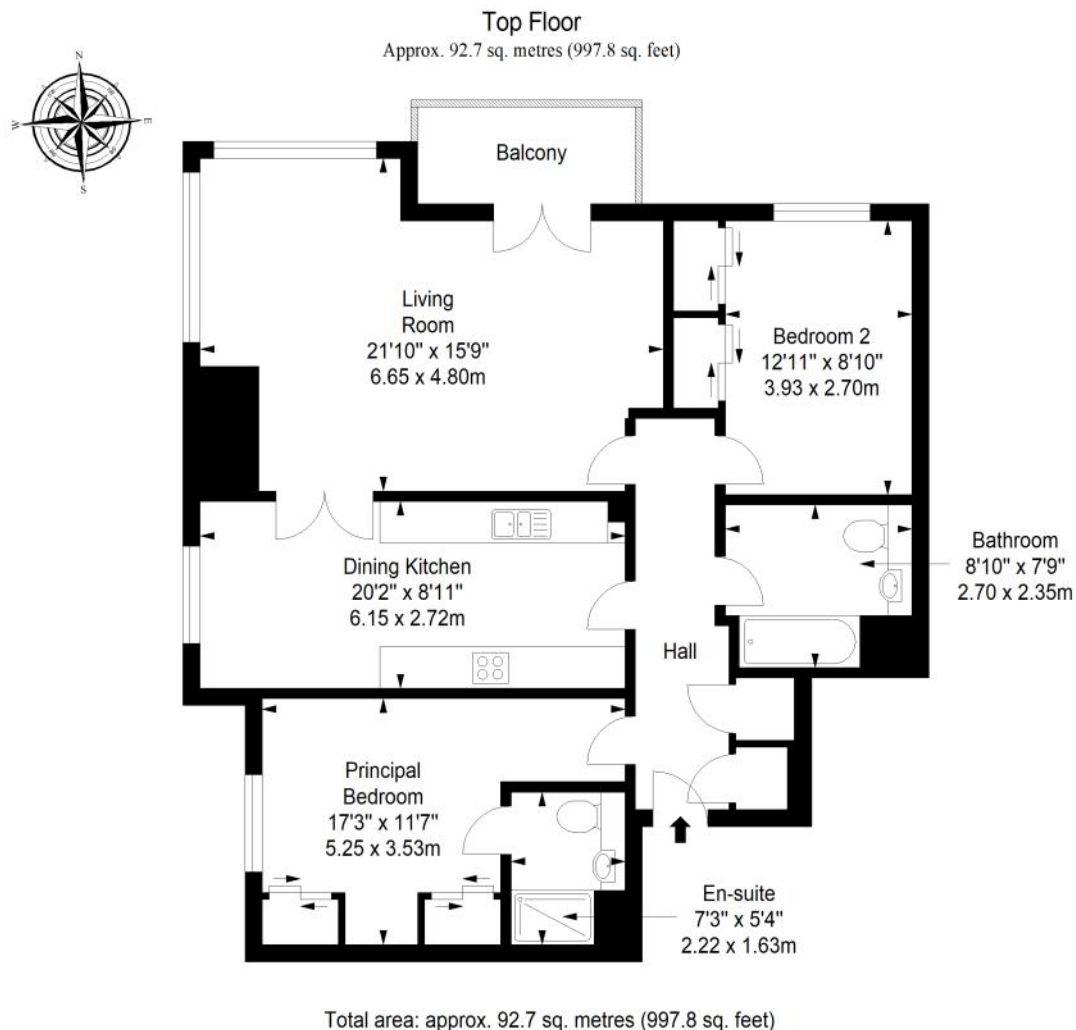 Top Floor
Approx. 92.7 sq. metres (997.8 sq. feet)
N
W
E
S
Balcony
Living
Room
21'10" x 15'9"
6.65 x 4.80m
Bedroom 2
12'11" x 8'10"
3.93 x 2.70m
Dining Kitchen
20'2" x 8'11"
6.15 x 2.72m
Bathroom
8'10" x 7'9"
2.70 x 2.35m
Hall
Principal
Bedroom
17'3" x 11'7"
5.25 x 3.53m
En-suite
7'3" x 5'4"
2.22 x 1.63m
Total area: approx. 92.7 sq. metres (997.8 sq. feet)